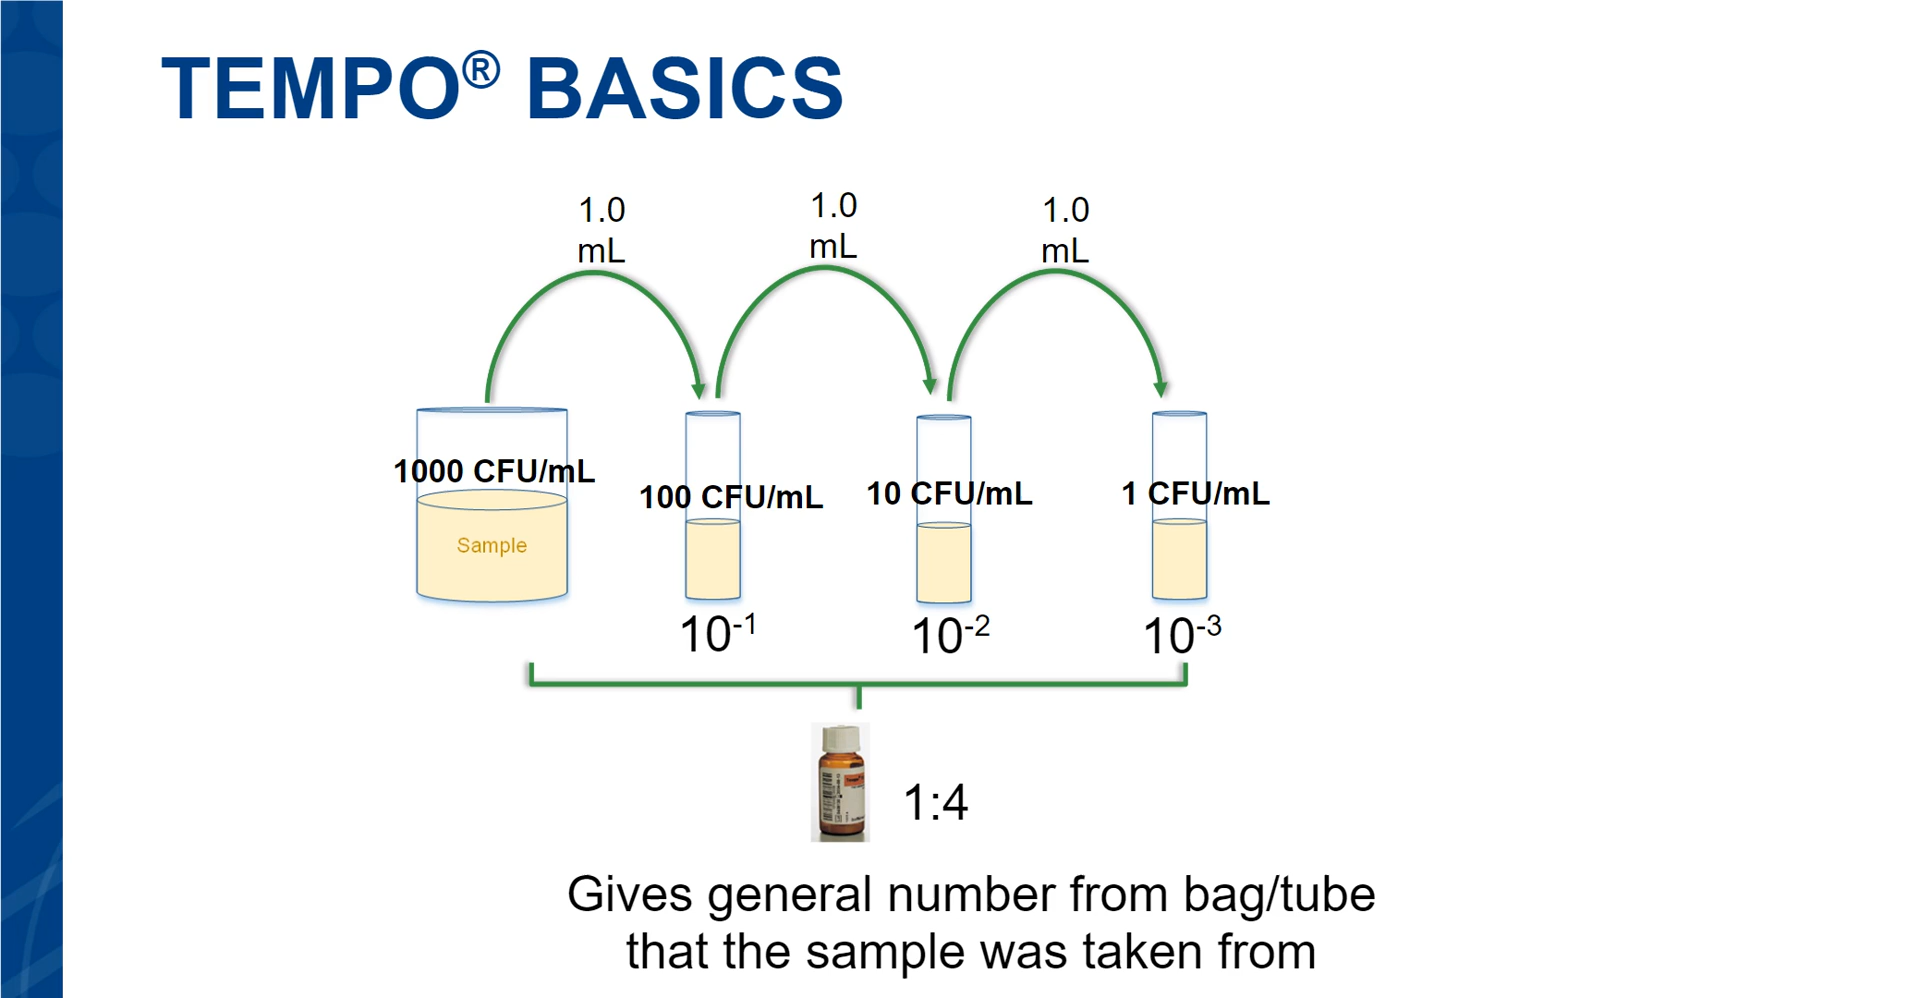 TEMPO® BASICS
1.0
mL
1.0
mL
1.0
mL
1000 CFU/mL
100 CFU/mL
10 CFU/mL
1 CFU/mL
Sample
10⁻¹
10⁻²
10⁻³
1:4
Gives general number from bag/tube
that the sample was taken from